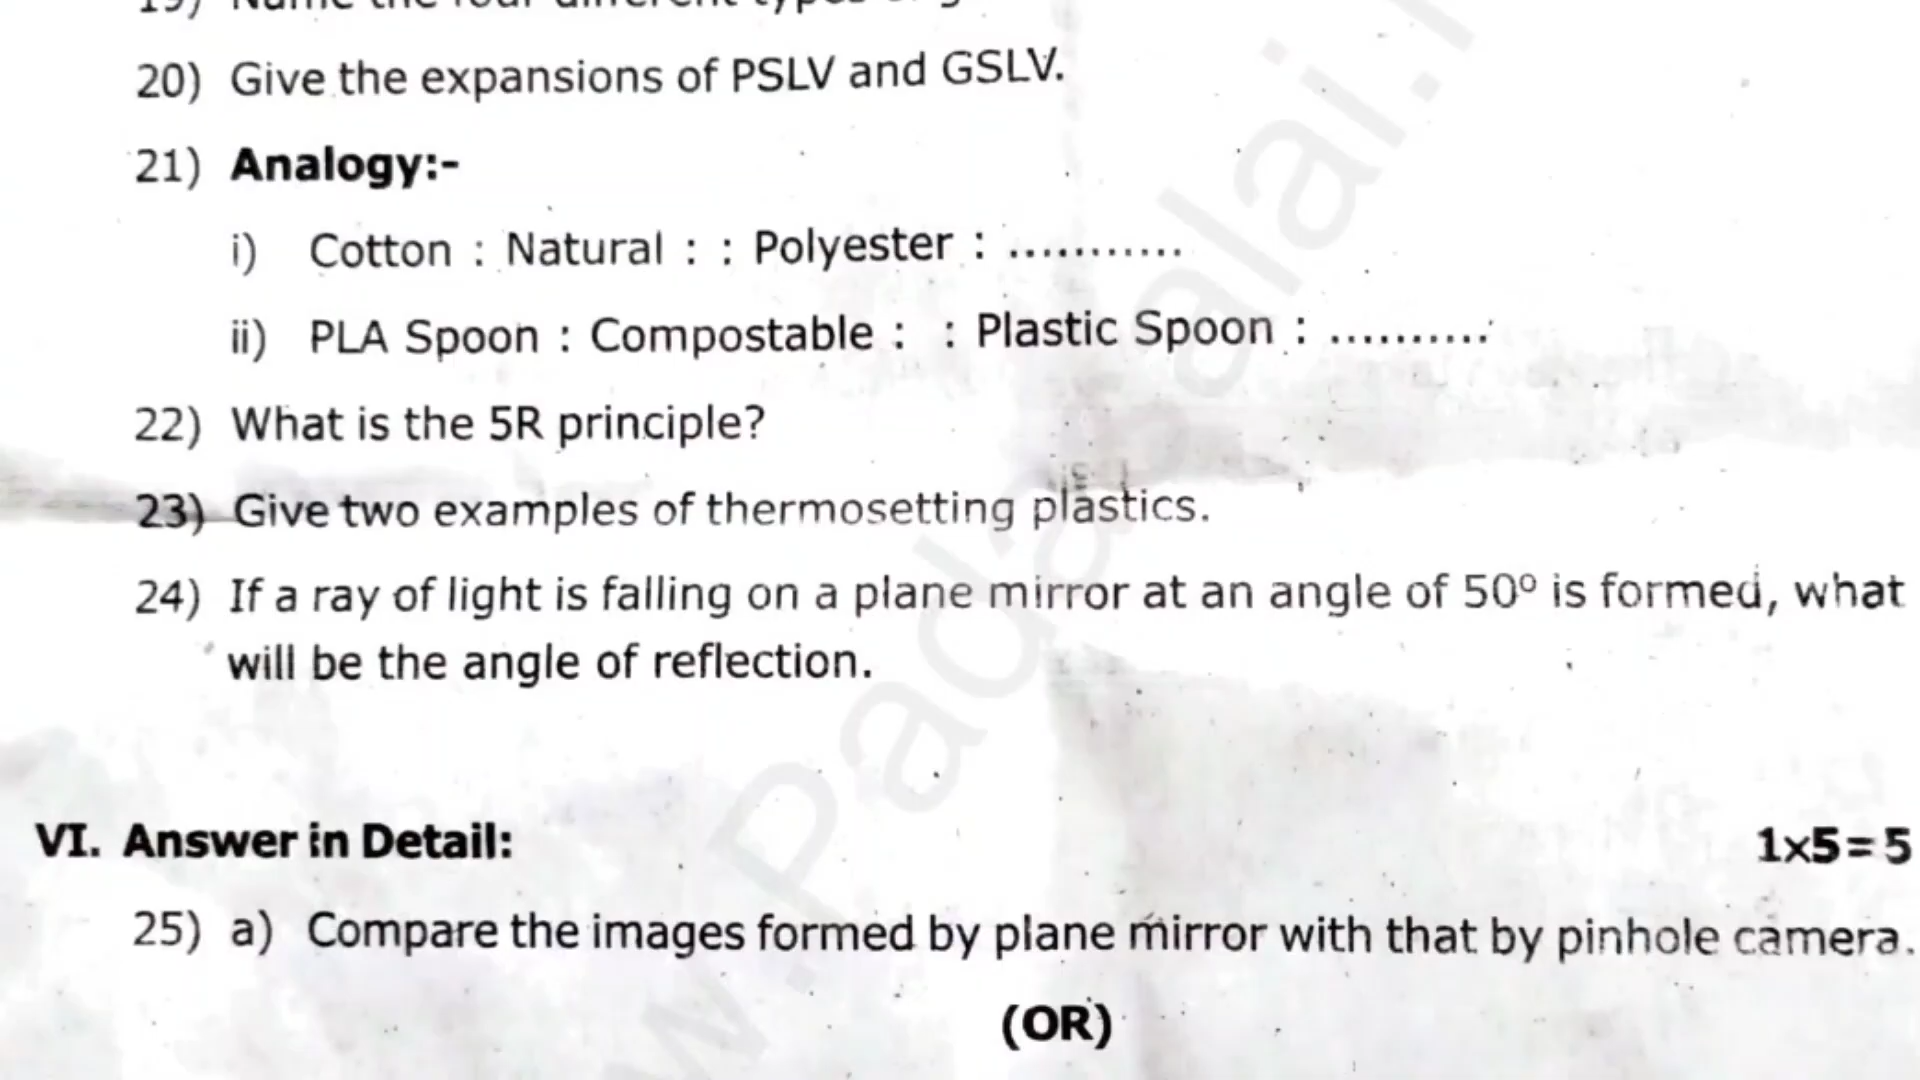 20) Give the expansions of PSLV and GSLV.
21) Analogy:-
i) Cotton : Natural : : Polyester : ............
ii) PLA Spoon : Compostable : : Plastic Spoon : ..........
22) What is the 5R principle?
23) Give two examples of thermosetting plastics.
24) If a ray of light is falling on a plane mirror at an angle of 50º is formed, what
will be the angle of reflection.
VI. Answer in Detail: 1x5=5
25) a) Compare the images formed by plane mirror with that by pinhole camera.
(OR)